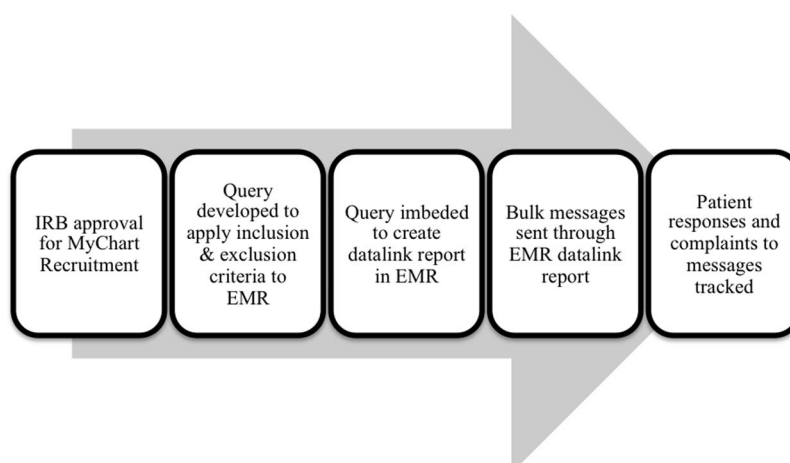 IRB approval
for MyChart
Recruitment
Query
developed to
apply inclusion
& exclusion
criteria to
EMR
Query imbeded
to create
datalink report
in EMR
Bulk messages
sent through
EMR datalink
report
Patient
responses and
complaints to
messages
tracked